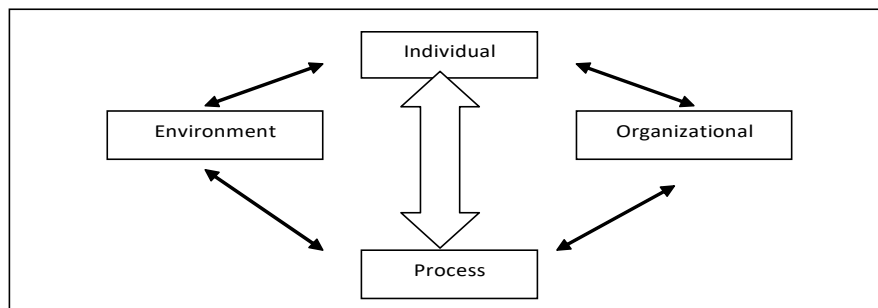 Individual
Environment
Organizational
Process